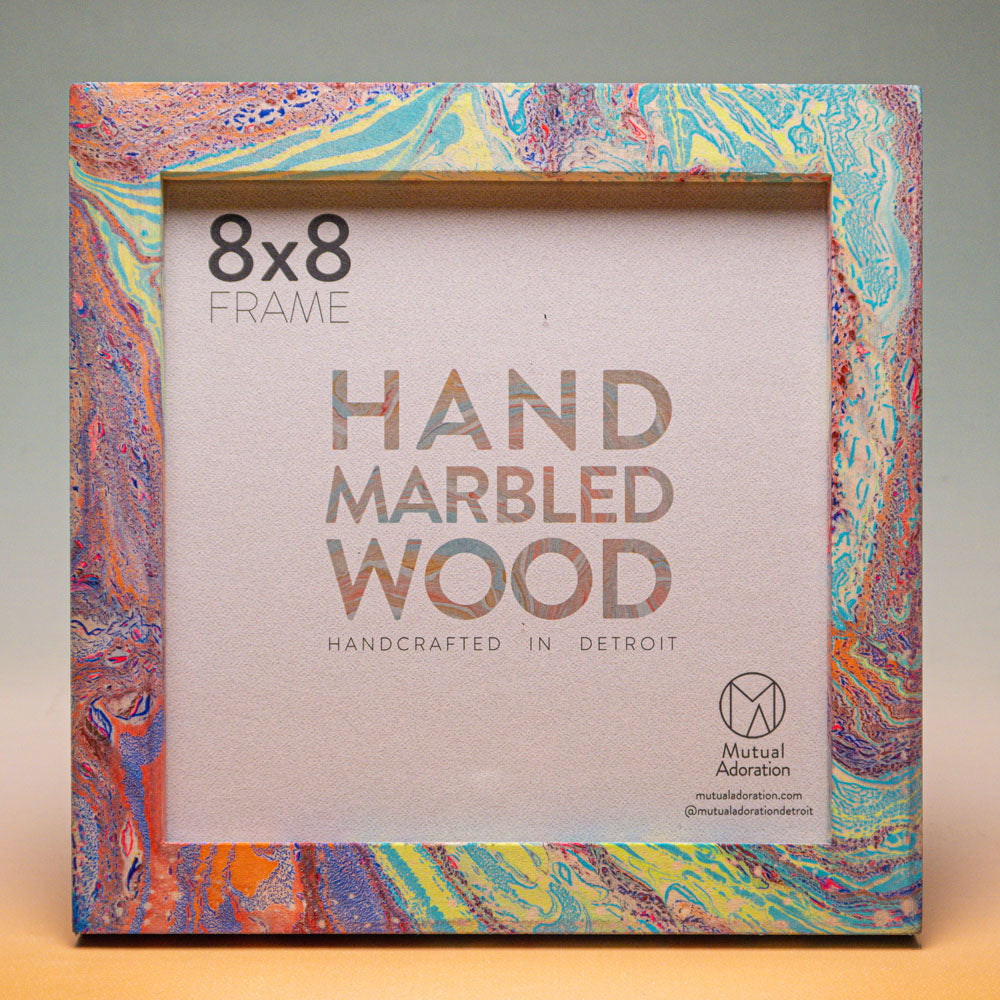 8x8
FRAME
HAND
MARBLED
WOOD
HANDCRAFTED IN DETROIT
Mutual
Adoration
mutualadoration.com
@mutualadorationdetroit